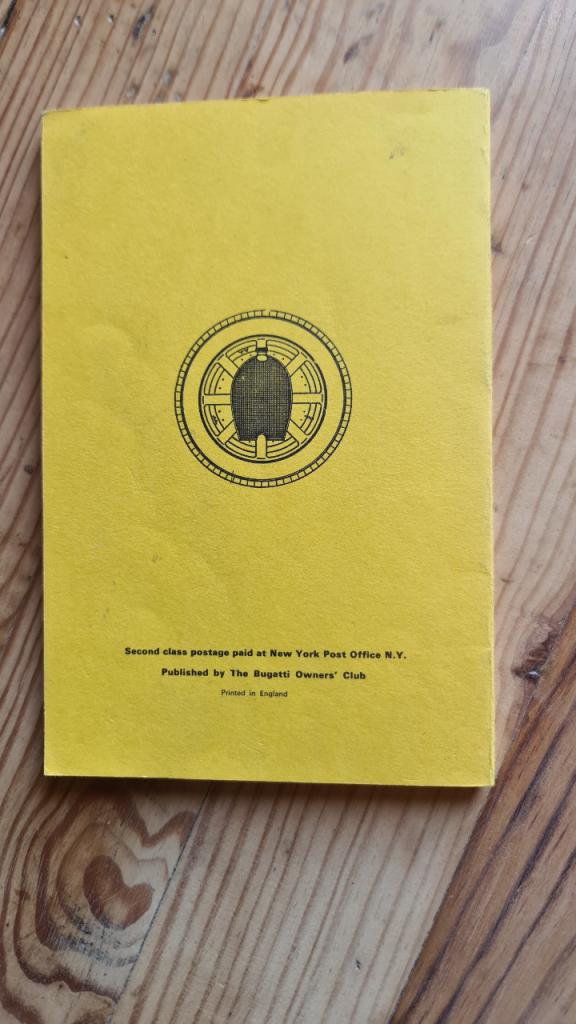 Second class postage paid at New York Post Office N.Y.
Published by The Bugatti Owners' Club
Printed in England